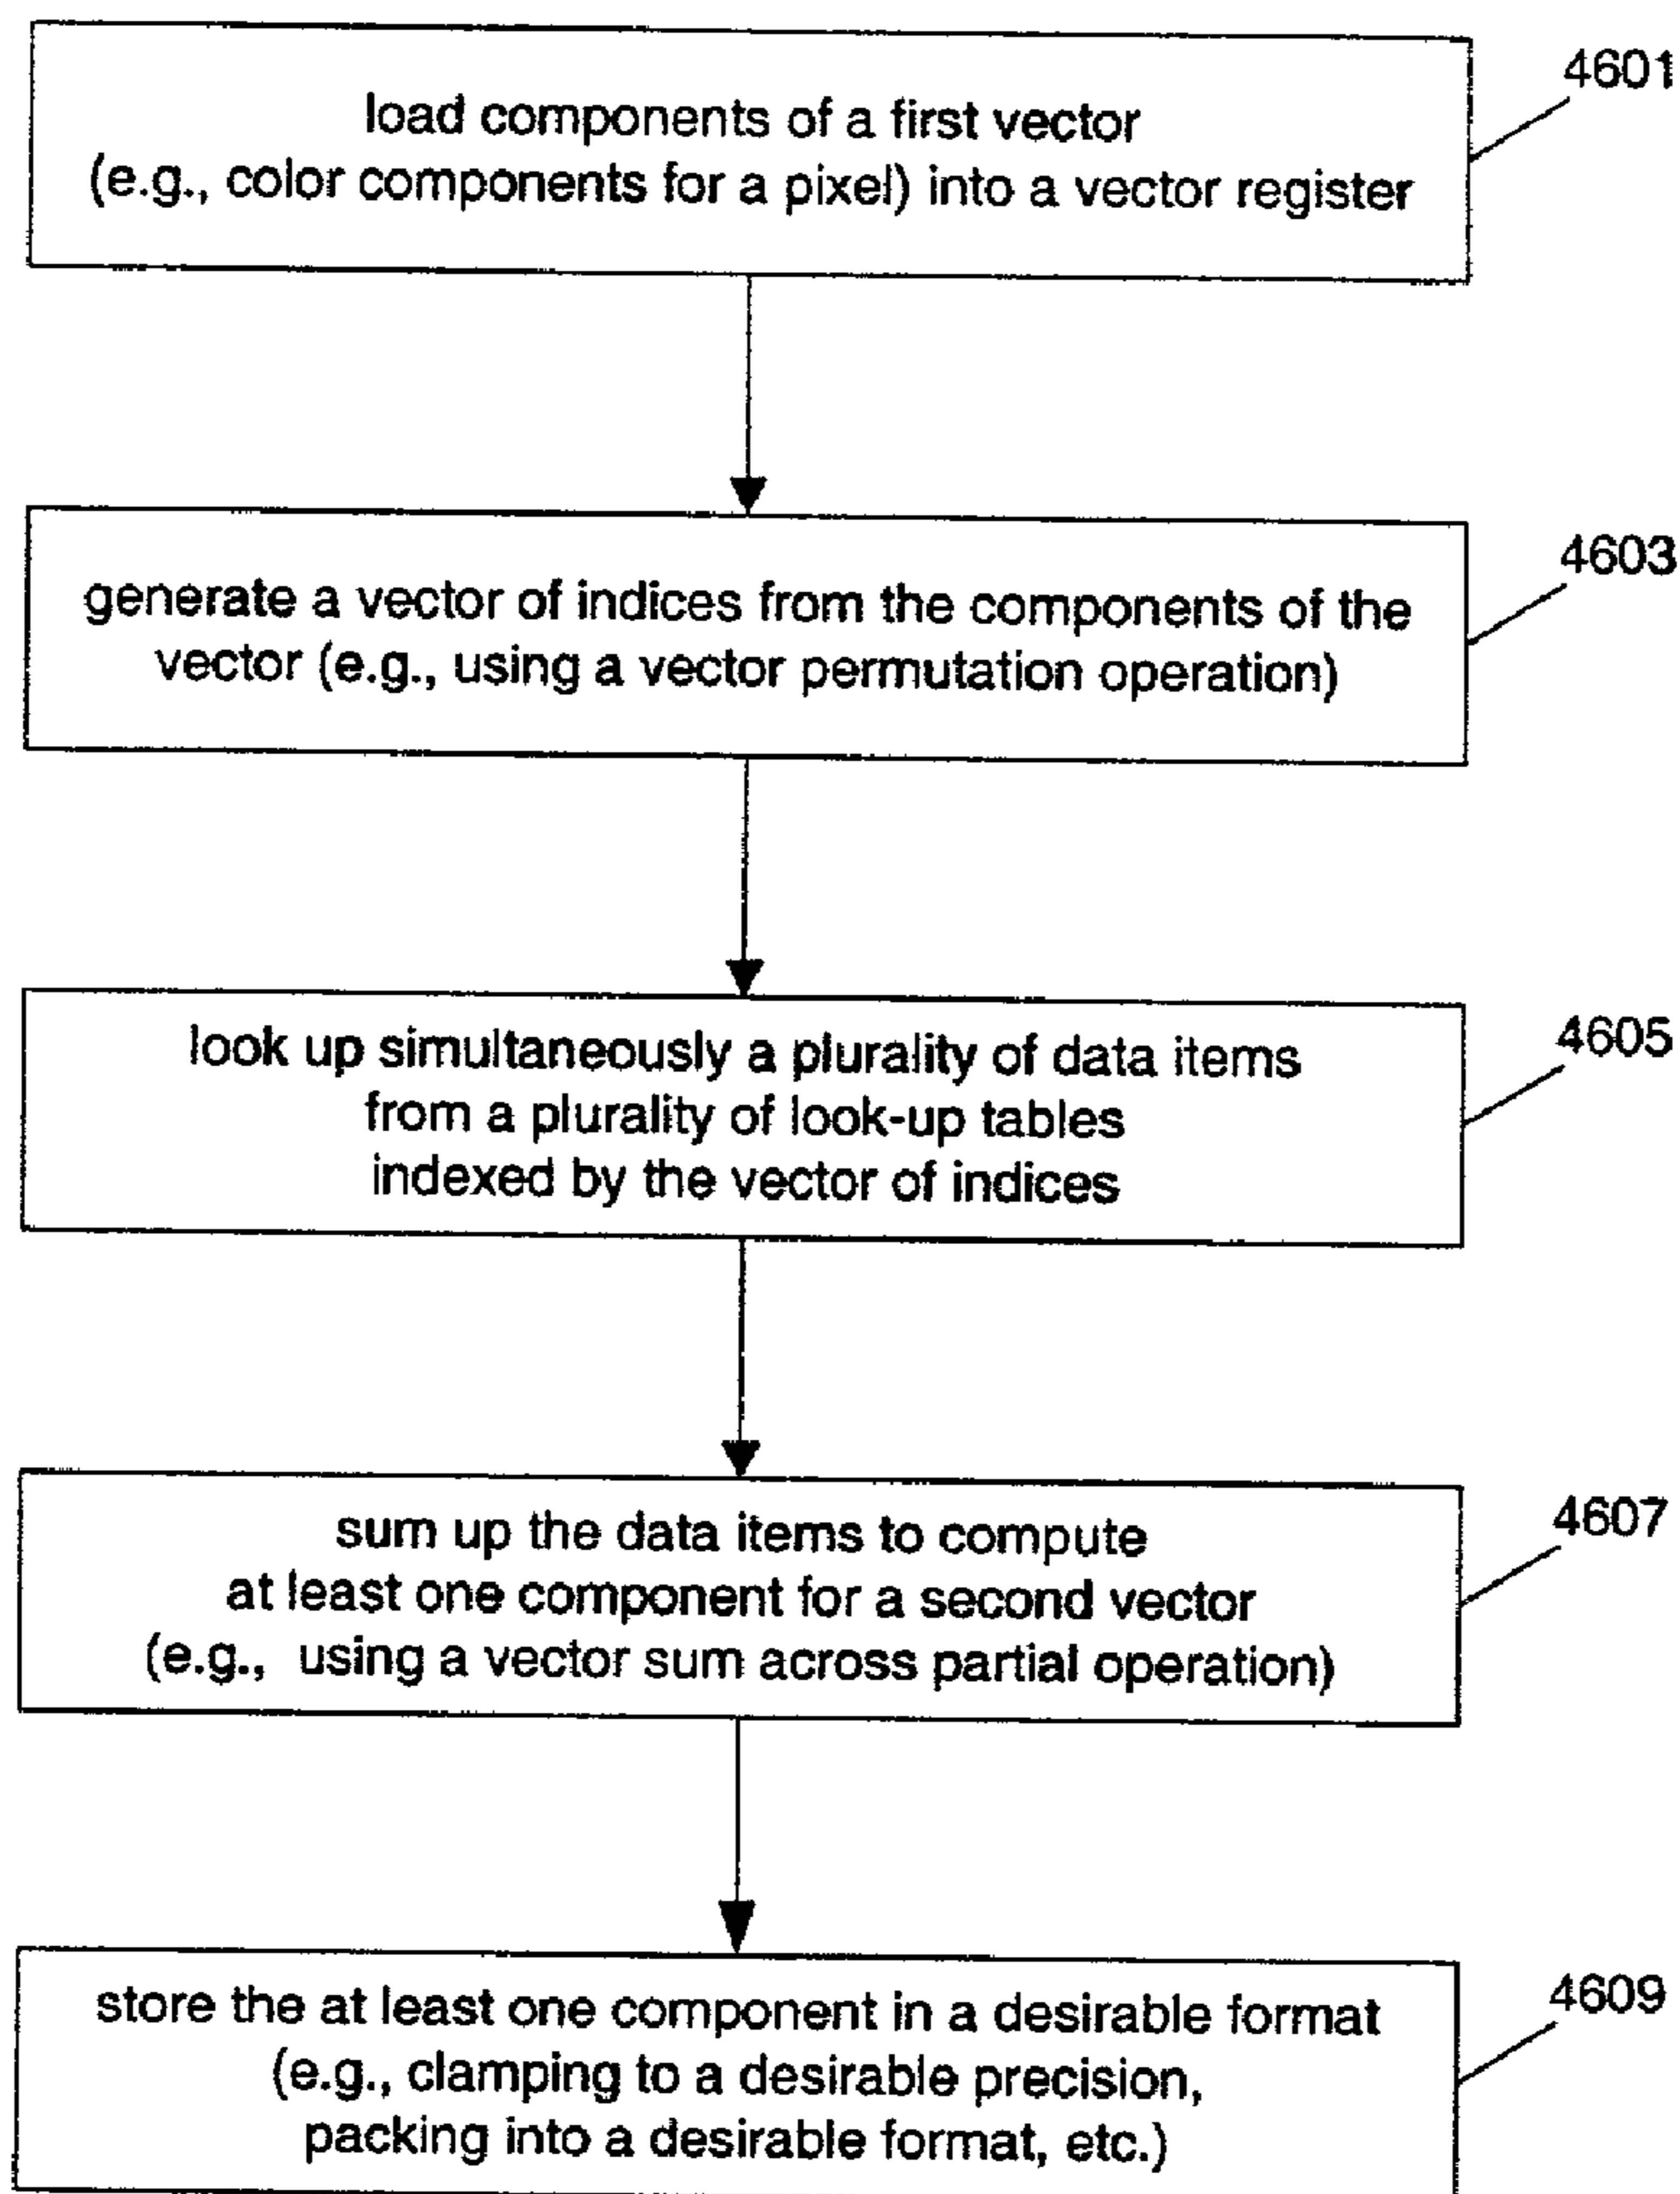 load components of a first vector
(e.g., color components for a pixel) into a vector register
4601
generate a vector of indices from the components of the
vector (e.g., using a vector permutation operation)
4603
look up simultaneously a plurality of data items
from a plurality of look-up tables
indexed by the vector of indices
4605
sum up the data items to compute
at least one component for a second vector
(e.g., using a vector sum across partial operation)
4607
store the at least one component in a desirable format
(e.g., clamping to a desirable precision,
packing into a desirable format, etc.)
4609